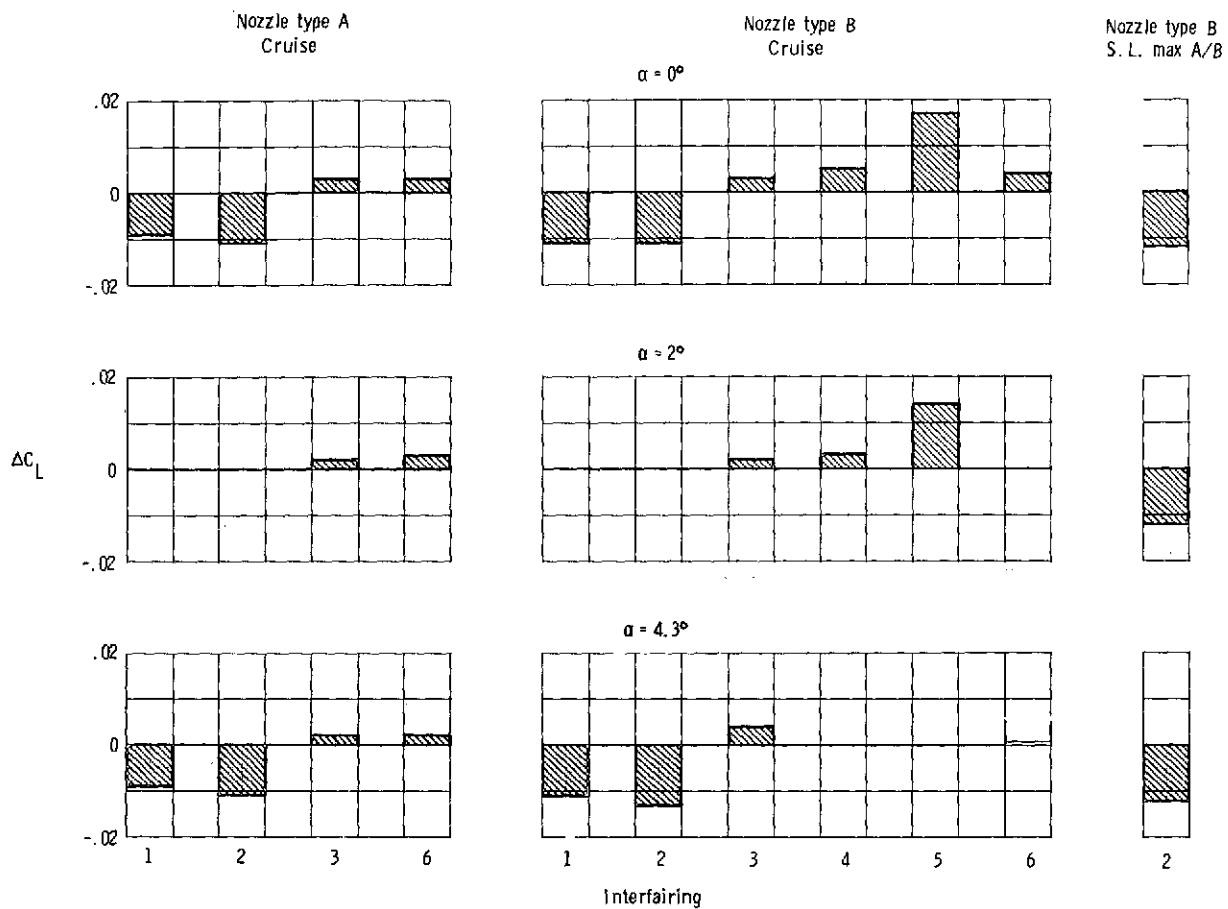 Nozzle type A
Cruise
Nozzle type B
Cruise
Nozzle type B
S. L. max A/B
α = 0°
.02
0
-.02
α = 2°
.02
ΔC_L
0
-.02
α = 4.3°
.02
0
-.02
1 2 3 6 1 2 3 4 5 6 2
Interfairing